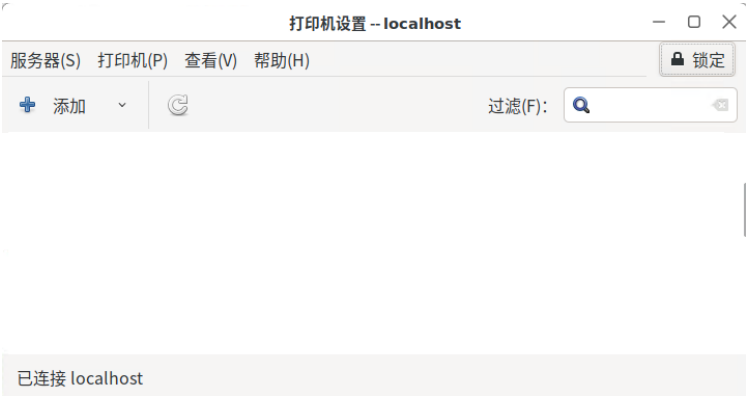 打印机设置 -- localhost
服务器(S) 打印机(P) 查看(V) 帮助(H) 锁定
添加 过滤(F):
已连接 localhost